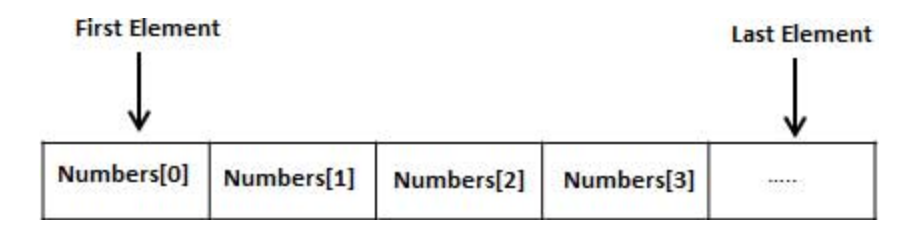 First Element
Last Element
Numbers[0] Numbers[1] Numbers[2] Numbers[3] .....